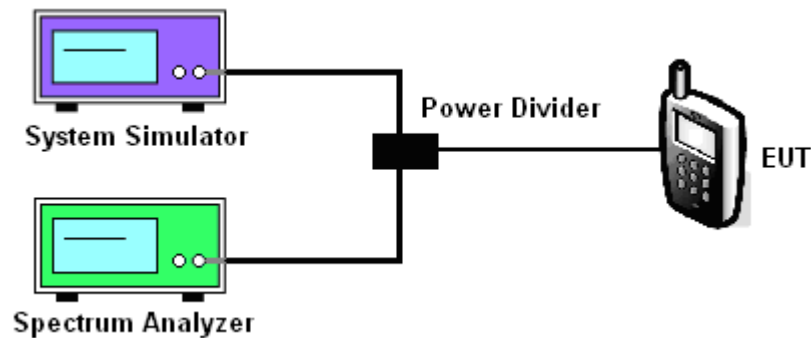 System Simulator
Power Divider
EUT
Spectrum Analyzer